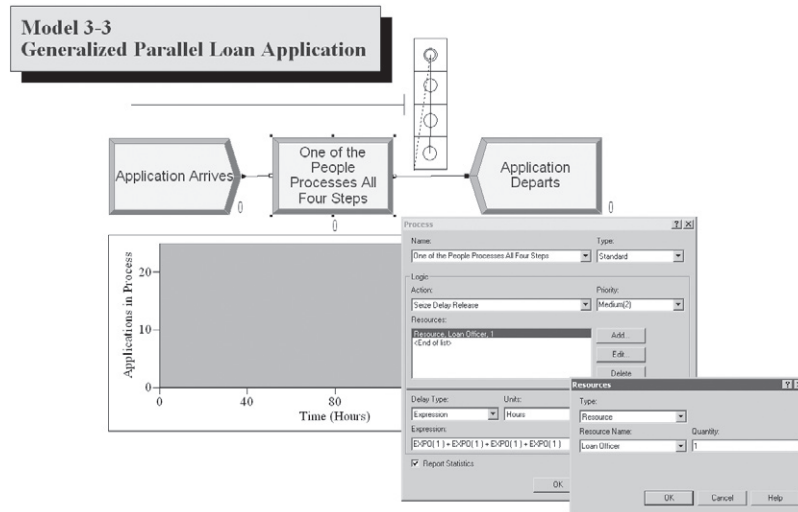 Model 3-3
Generalized Parallel Loan Application
Application Arrives
One of the
People
Processes All
Four Steps
Application
Departs
0
0
0
Applications in Process
20
10
0
0
40
80
Time (Hours)
Process
Name:
Type:
One of the People Processes All Four Steps
Standard
Logic
Action:
Priority:
Seize Delay Release
Medium(2)
Resources:
Resource, Loan Officer, 1
<End of list>
Add...
Edit...
Delete
Delay Type:
Units:
Expression
Hours
Expression:
EXPO( 1 ) + EXPO( 1 ) + EXPO( 1 ) + EXPO( 1 )
Report Statistics
OK
Resources
Type:
Resource
Resource Name:
Quantity:
Loan Officer
1
OK
Cancel
Help